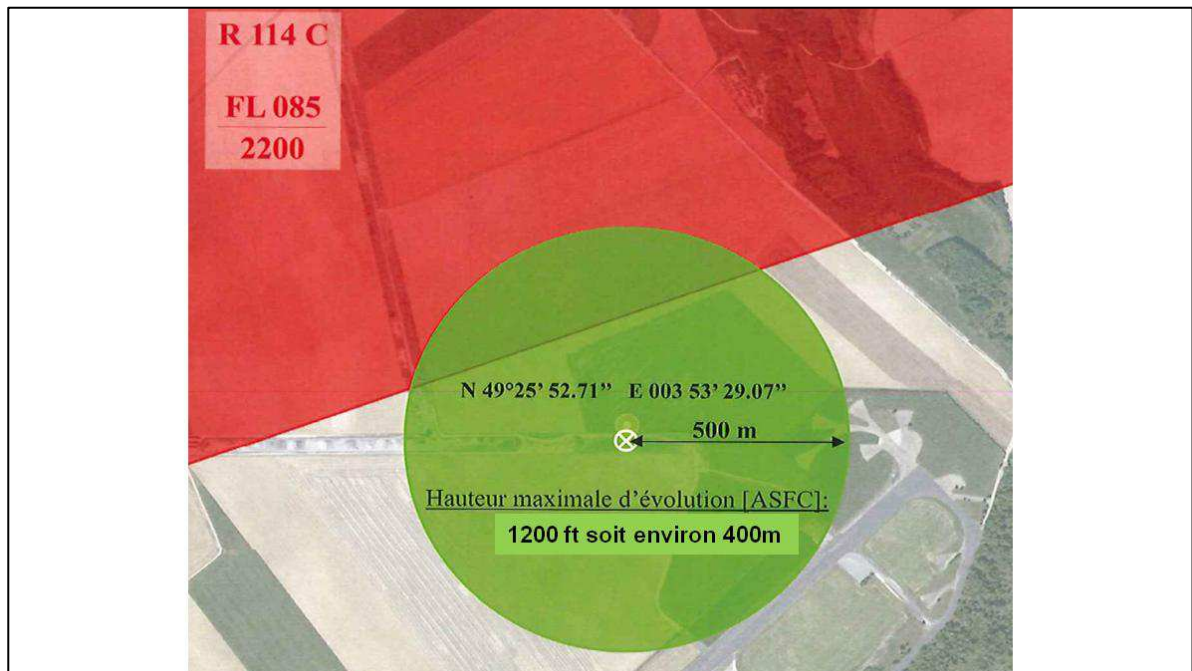 R 114 C
FL 085
2200
N 49°25' 52.71” E 003 53' 29.07”
500 m
Hauteur maximale d'évolution [ASFC]:
1200 ft soit environ 400m